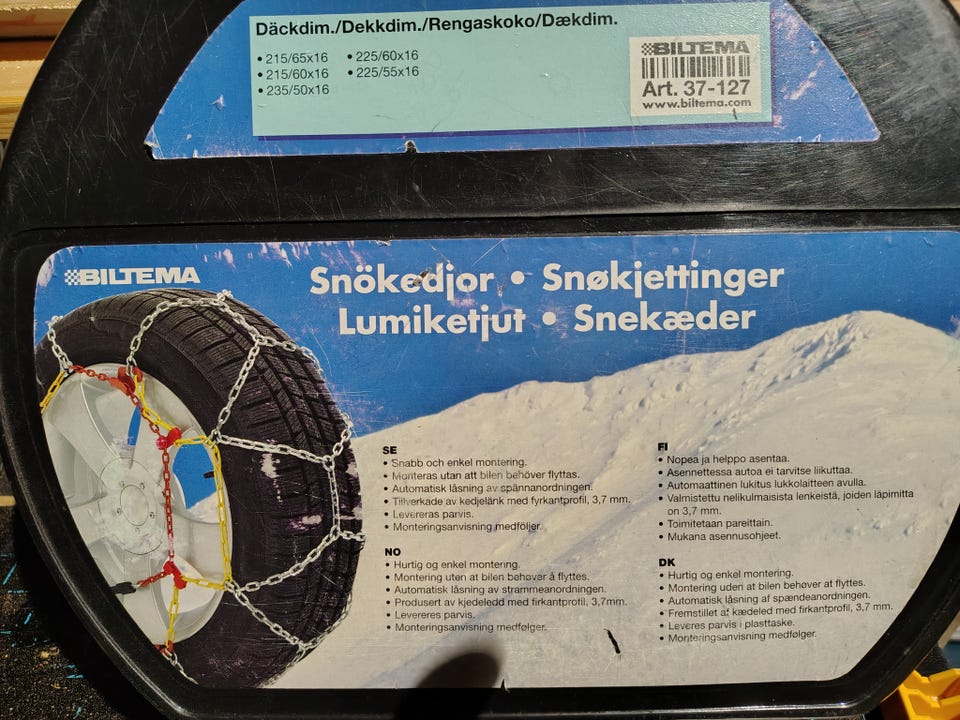 Däckdim./Dekkdim./Rengaskoko/Dækdim.
• 215/65x16 • 225/60x16
• 215/60x16 • 225/55x16
• 235/50x16
BILTEMA
Art. 37-127
www.biltema.com
BILTEMA
Snökedjor • Snøkjettinger
Lumiketjut • Snekæder
SE
• Snabb och enkel montering.
• Monteras utan att bilen behöver flyttas.
• Automatisk låsning av spännanordningen.
• Tillverkade av kedjelänk med fyrkantprofil, 3,7 mm.
• Levereras parvis.
• Monteringsanvisning medföljer.
NO
• Hurtig og enkel montering.
• Montering uten at bilen behøver å flyttes.
• Automatisk låsning av strammeanordningen.
• Produsert av kjedeledd med firkantprofil, 3,7mm.
• Levereres parvis.
• Monteringsanvisning medfølger.
FI
• Nopea ja helppo asentaa.
• Asennettessa autoa ei tarvitse liikuttaa.
• Automaattinen lukitus lukkolaitteen avulla.
• Valmistettu nelikulmaisista lenkeistä, joiden läpimitta
on 3,7 mm.
• Toimitetaan pareittain.
• Mukana asennusohjeet.
DK
• Hurtig og enkel montering.
• Montering uden at bilen behøver at flyttes.
• Automatisk låsning af spændeanordningen.
• Fremstillet af kædeled med firkantprofil, 3,7 mm.
• Leveres parvis i plasttaske.
• Monteringsanvisning medfølger.